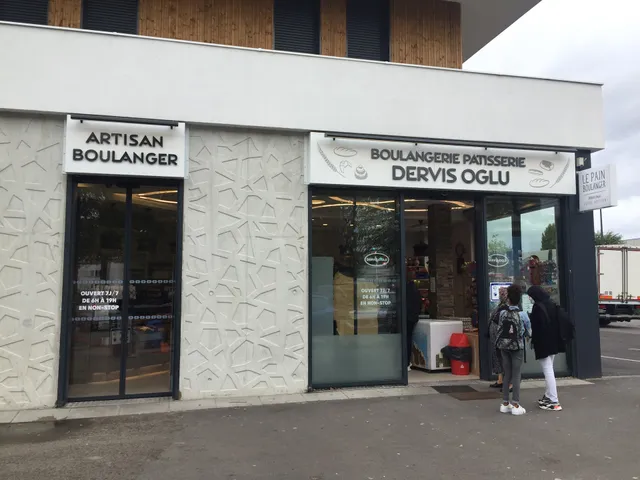 ARTISAN
BOULANGER
BOULANGERIE PATISSERIE
DERVIS OGLU
LE PAIN
BOULANGER
OUVERT 7J/7
DE 6H À 19H
EN NON-STOP
OUVERT 7J/7
DE 6H À 19H
EN NON-STOP